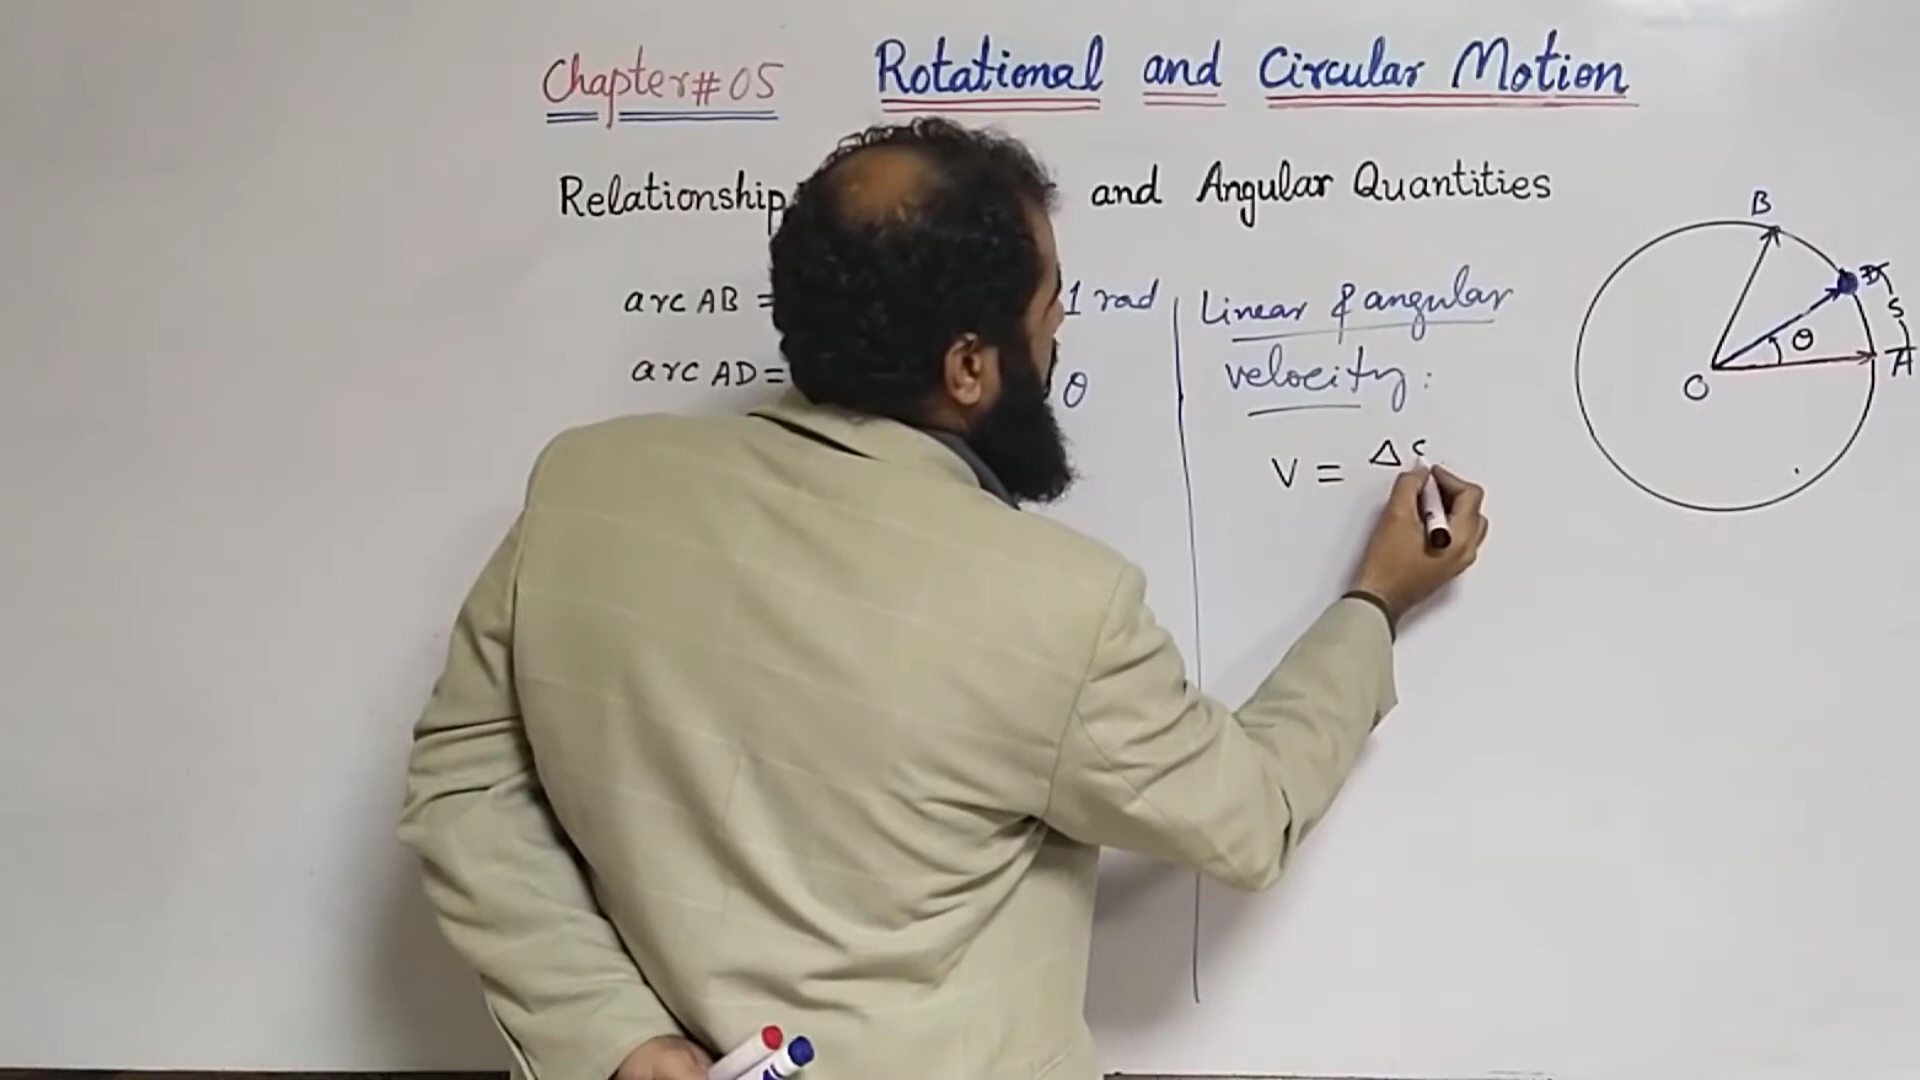 Chapter# 05 Rotational and Circular Motion
Relationship and Angular Quantities
arc AB = 1 rad
arc AD = θ
Linear & angular
velocity:
V = Δ S
B
D
S
θ
A
O